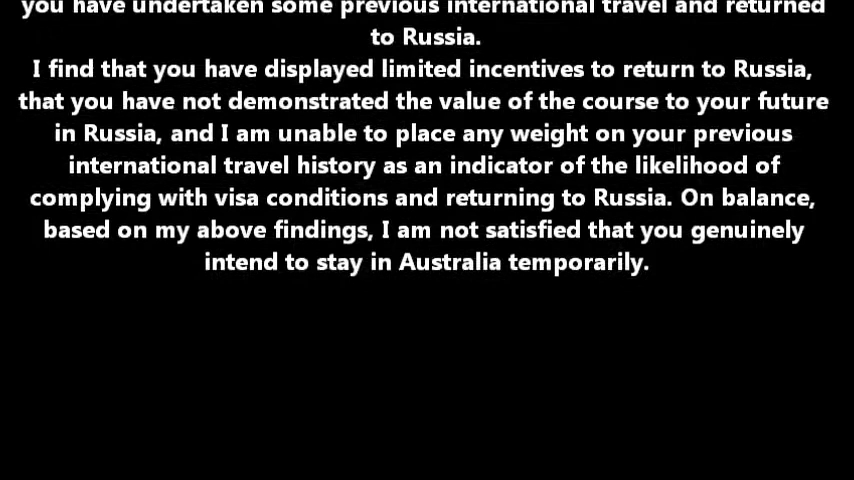 you have undertaken some previous international travel and returned
to Russia.
I find that you have displayed limited incentives to return to Russia,
that you have not demonstrated the value of the course to your future
in Russia, and I am unable to place any weight on your previous
international travel history as an indicator of the likelihood of
complying with visa conditions and returning to Russia. On balance,
based on my above findings, I am not satisfied that you genuinely
intend to stay in Australia temporarily.